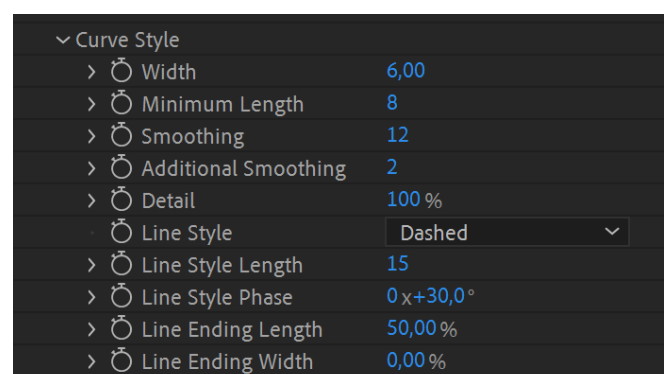 Curve Style
Width 6,00
Minimum Length 8
Smoothing 12
Additional Smoothing 2
Detail 100 %
Line Style Dashed
Line Style Length 15
Line Style Phase 0 x+30,0 °
Line Ending Length 50,00 %
Line Ending Width 0,00 %